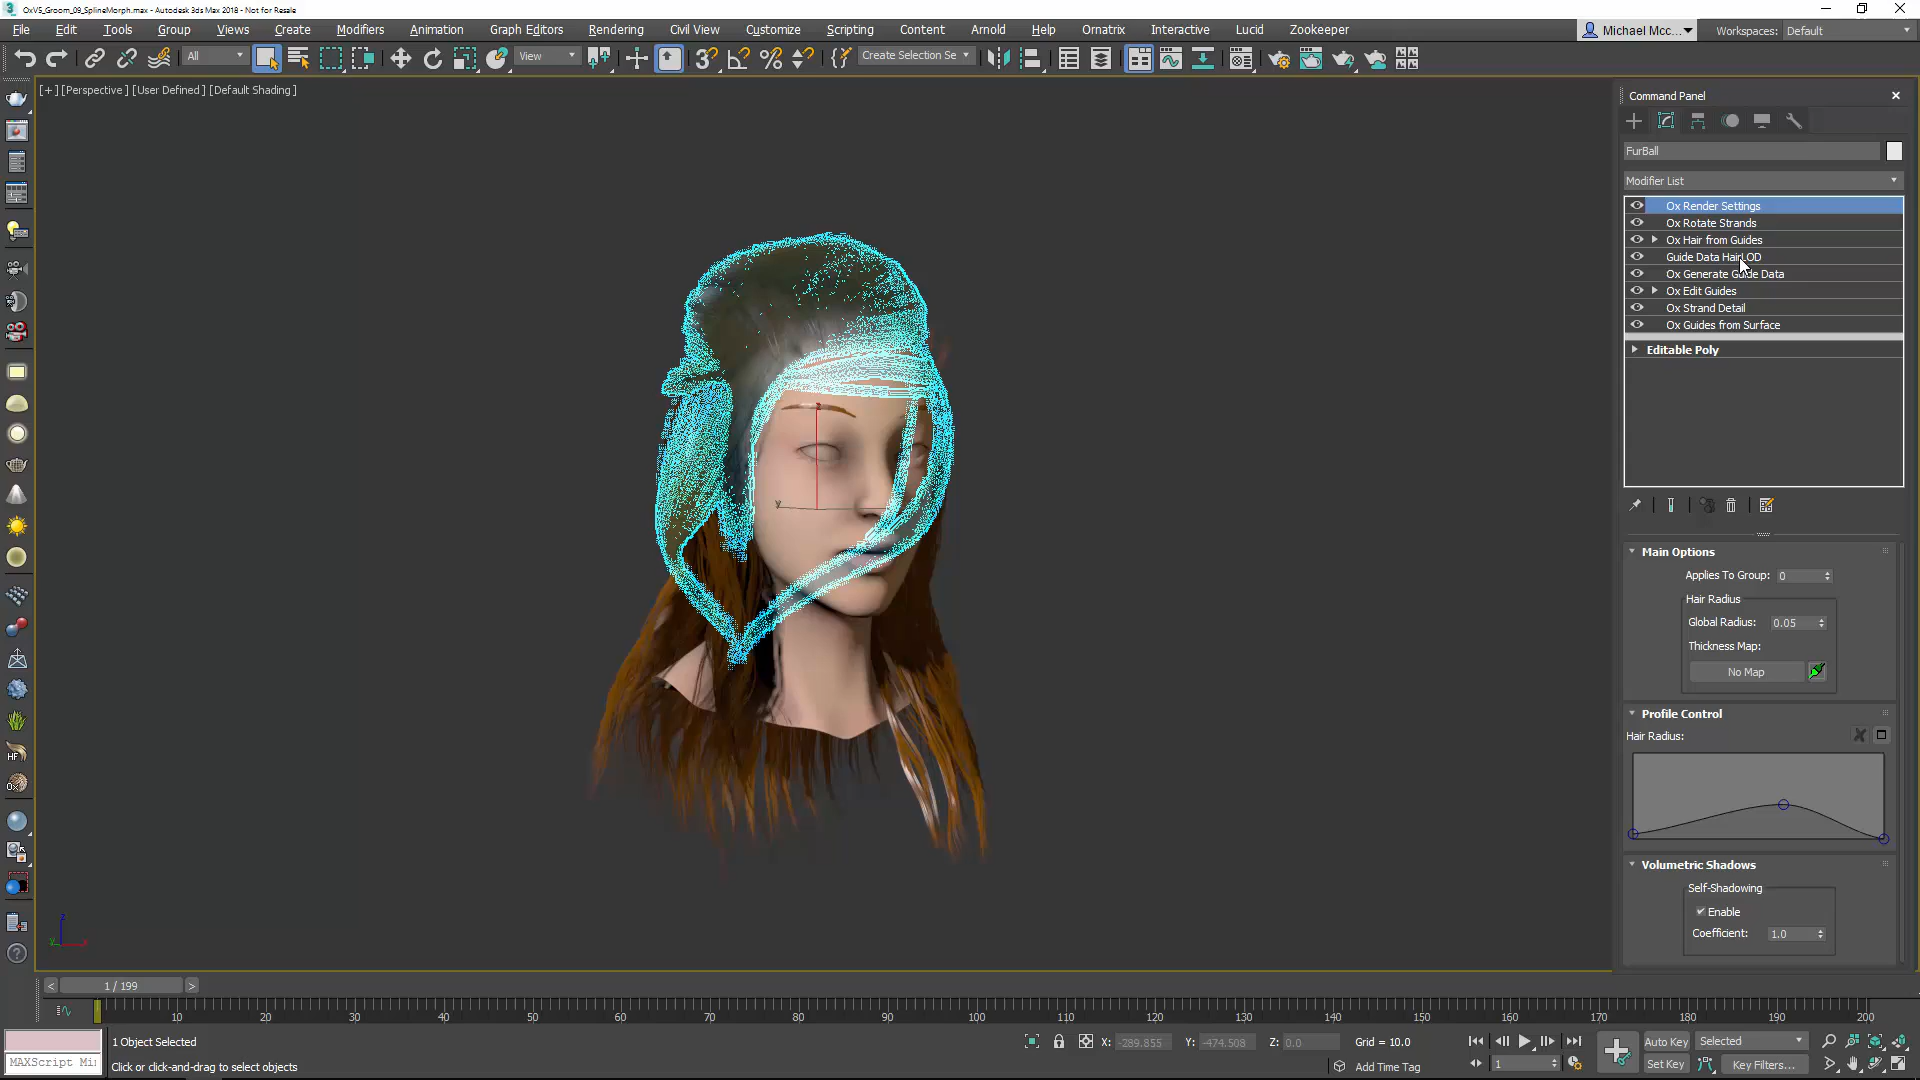 OxV5_Groom_09_SplineMorph.max - Autodesk 3ds Max 2018 - Not for Resale
File Edit Tools Group Views Create Modifiers Animation Graph Editors Rendering Civil View Customize Scripting Content Arnold Help Ornatrix Interactive Lucid Zookeeper
Michael Mcc...
Workspaces: Default
All
View
Create Selection Se
[+] [Perspective ] [User Defined ] [Default Shading ]
Command Panel
FurBall
Modifier List
Ox Render Settings
Ox Rotate Strands
Ox Hair from Guides
Guide Data HairLOD
Ox Generate Guide Data
Ox Edit Guides
Ox Strand Detail
Ox Guides from Surface
Editable Poly
Main Options
Applies To Group: 0
Hair Radius
Global Radius: 0.05
Thickness Map:
No Map
Profile Control
Hair Radius:
Volumetric Shadows
Self-Shadowing
Enable
Coefficient: 1.0
HF
OX
z
y
z
y x
< 1 / 199 >
10 20 30 40 50 60 70 80 90 100 110 120 130 140 150 160 170 180 190 200
1 Object Selected
X: -289.855 Y: -474.508 Z: 0.0 Grid = 10.0
Auto Key Selected
MAXScript Mi
Click or click-and-drag to select objects
Add Time Tag
1
Set Key Key Filters...